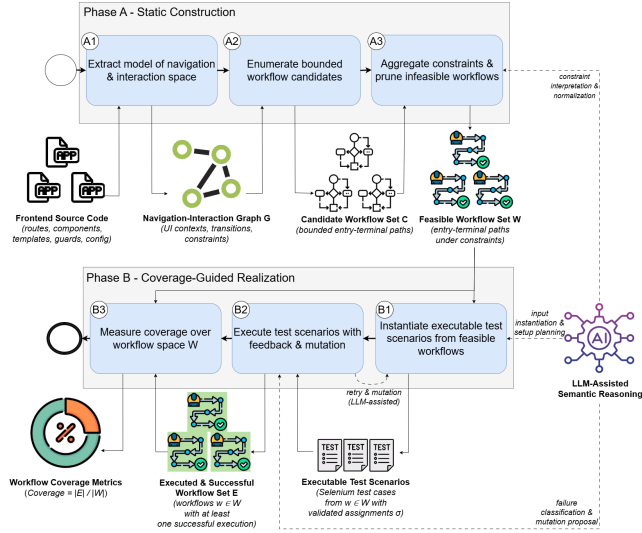 Phase A - Static Construction
A1
A2
A3
Extract model of navigation
& interaction space
Enumerate bounded
workflow candidates
Aggregate constraints &
prune infeasible workflows
constraint
interpretation &
normalization
APP
APP
APP
Frontend Source Code
(routes, components,
templates, guards, config)
Navigation-Interaction Graph G
(UI contexts, transitions,
constraints)
Candidate Workflow Set C
(bounded entry-terminal paths)
Feasible Workflow Set W
(entry-terminal paths
under constraints)
Phase B - Coverage-Guided Realization
B3
B2
B1
Measure coverage over
workflow space W
Execute test scenarios with
feedback & mutation
Instantiate executable test
scenarios from feasible
workflows
input
instantiation &
setup planning
AI
LLM-Assisted
Semantic Reasoning
retry & mutation
(LLM-assisted)
%
TEST
TEST
TEST
Workflow Coverage Metrics
(Coverage = |E| / |W|)
Executed & Successful
Workflow Set E
(workflows w ∈ W
with at least
one successful execution)
Executable Test Scenarios
(Selenium test cases
from w ∈ W with
validated assignments σ)
failure
classification &
mutation proposal